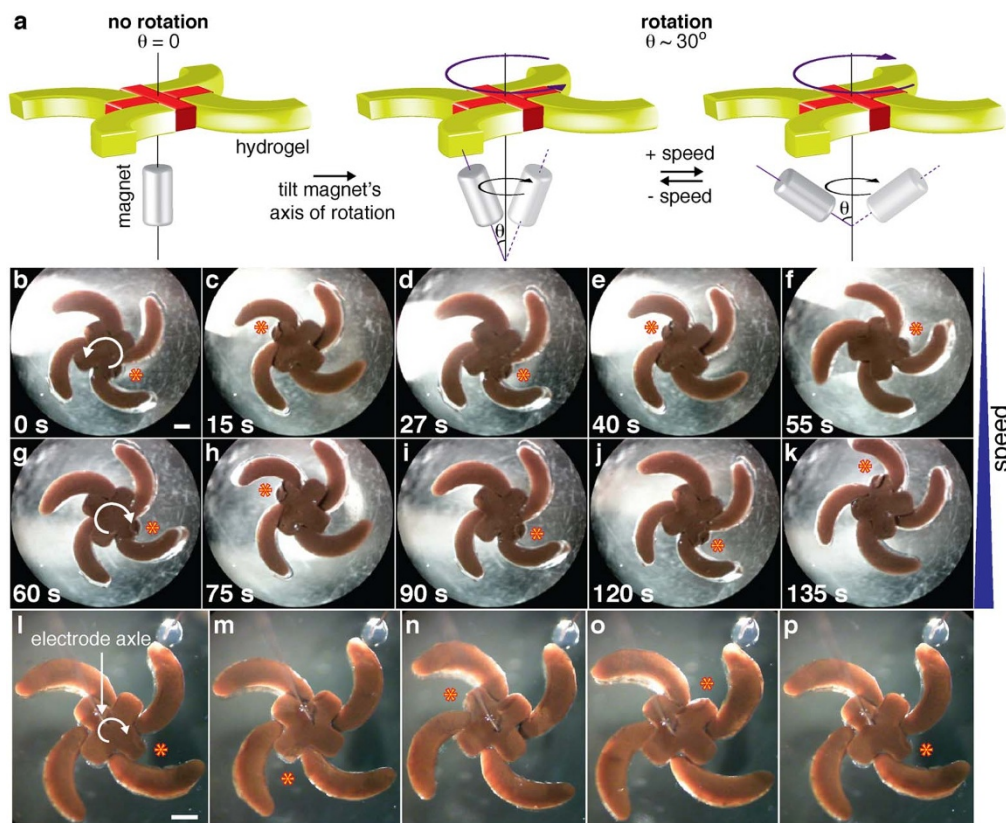 a
no rotation
θ = 0
rotation
θ ~ 30º
hydrogel
magnet
tilt magnet's
axis of rotation
θ
+ speed
- speed
θ
b
c
d
e
f
0 s
15 s
27 s
40 s
55 s
g
h
i
j
k
60 s
75 s
90 s
120 s
135 s
speed
l
m
n
o
p
electrode axle